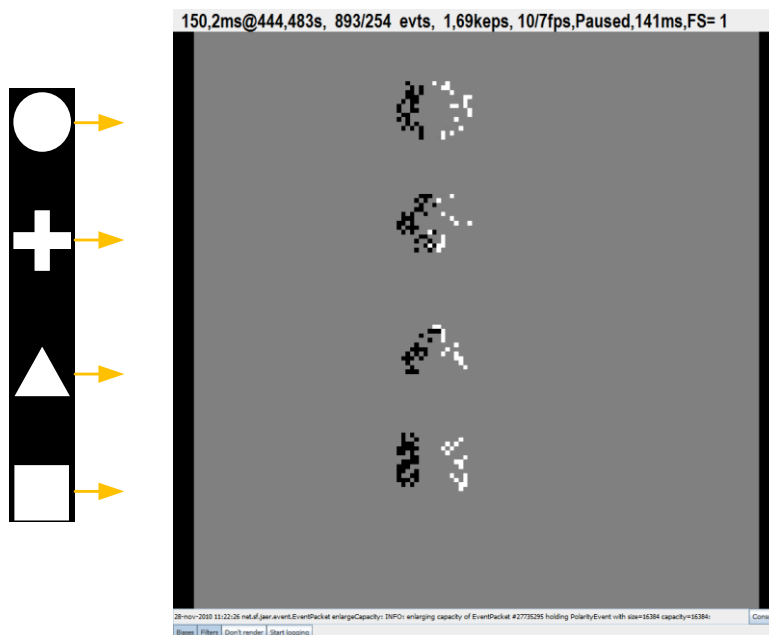 150,2ms@444,483s, 893/254 evts, 1,69keps, 10/7fps,Paused,141ms,FS= 1
28-nov-2010 11:22:26 net.sf.jaer.event.EventPacket enlargeCapacity: INFO: enlarging capacity of EventPacket #27735295 holding PolarityEvent with size=16384 capacity=16384:
Conso
Biases Filters Don't render Start logging